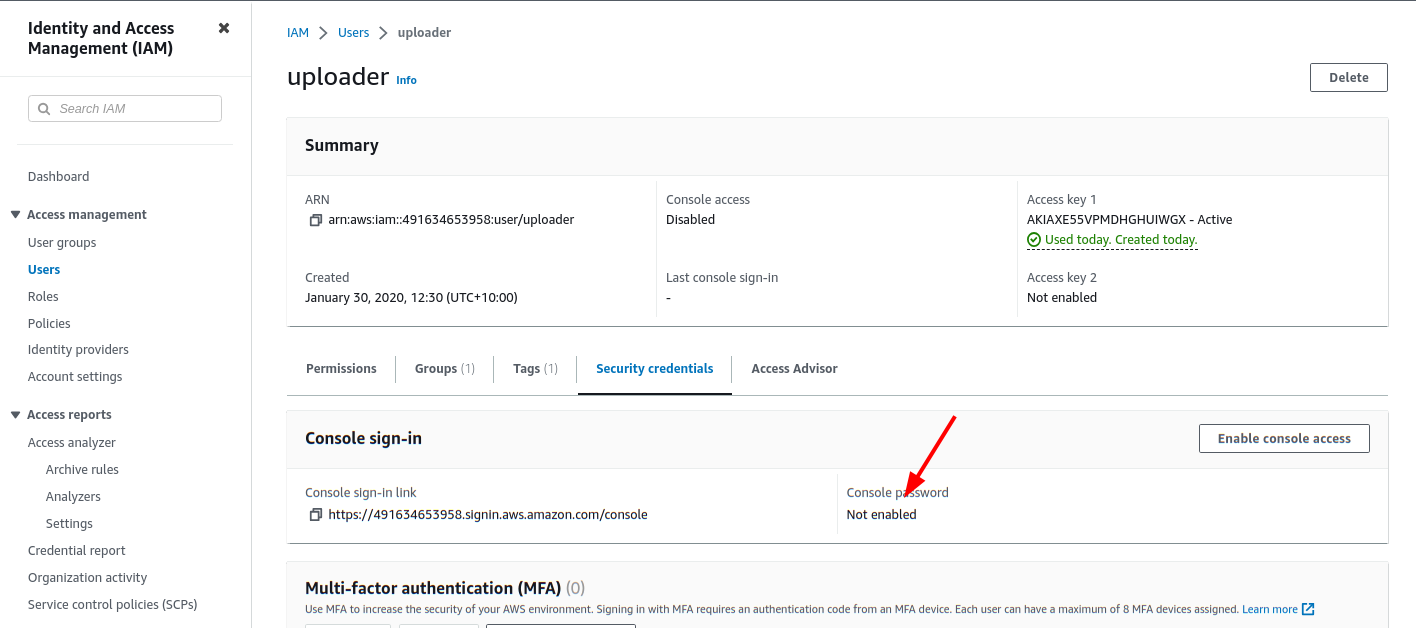 Identity and Access
Management (IAM)
Search IAM
Dashboard
Access management
User groups
Users
Roles
Policies
Identity providers
Account settings
Access reports
Access analyzer
Archive rules
Analyzers
Settings
Credential report
Organization activity
Service control policies (SCPs)
IAM > Users > uploader
uploader Info
Delete
Summary
ARN
arn:aws:iam::491634653958:user/uploader
Created
January 30, 2020, 12:30 (UTC+10:00)
Console access
Disabled
Last console sign-in
-
Access key 1
AKIAXE55VPMDHGHUIWGX - Active
Used today. Created today.
Access key 2
Not enabled
Permissions
Groups (1)
Tags (1)
Security credentials
Access Advisor
Console sign-in
Enable console access
Console sign-in link
https://491634653958.signin.aws.amazon.com/console
Console password
Not enabled
Multi-factor authentication (MFA) (0)
Use MFA to increase the security of your AWS environment. Signing in with MFA requires an authentication code from an MFA device. Each user can have a maximum of 8 MFA devices assigned. Learn more